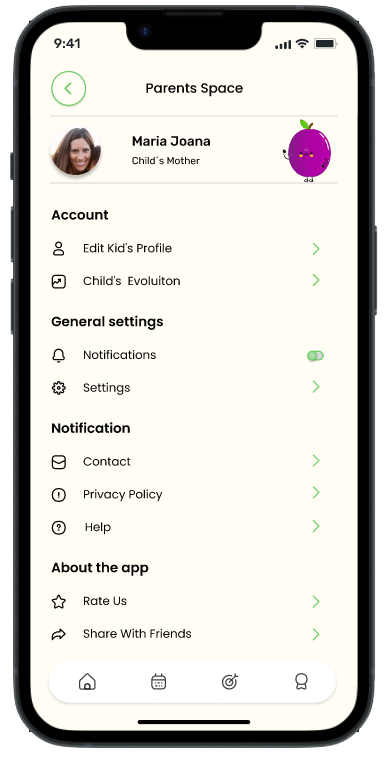 9:41
Parents Space
Maria Joana
Child´s Mother
Account
Edit Kid's Profile
Child's Evoluiton
General settings
Notifications
Settings
Notification
Contact
Privacy Policy
Help
About the app
Rate Us
Share With Friends